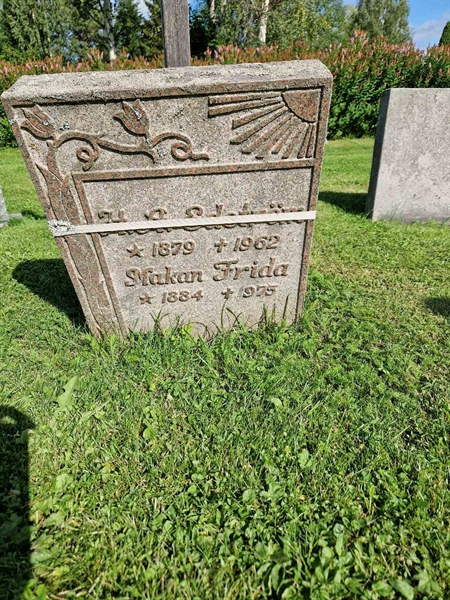 ★ 1879 ✝ 1962
Makan Frida
★ 1884 ✝ 1975